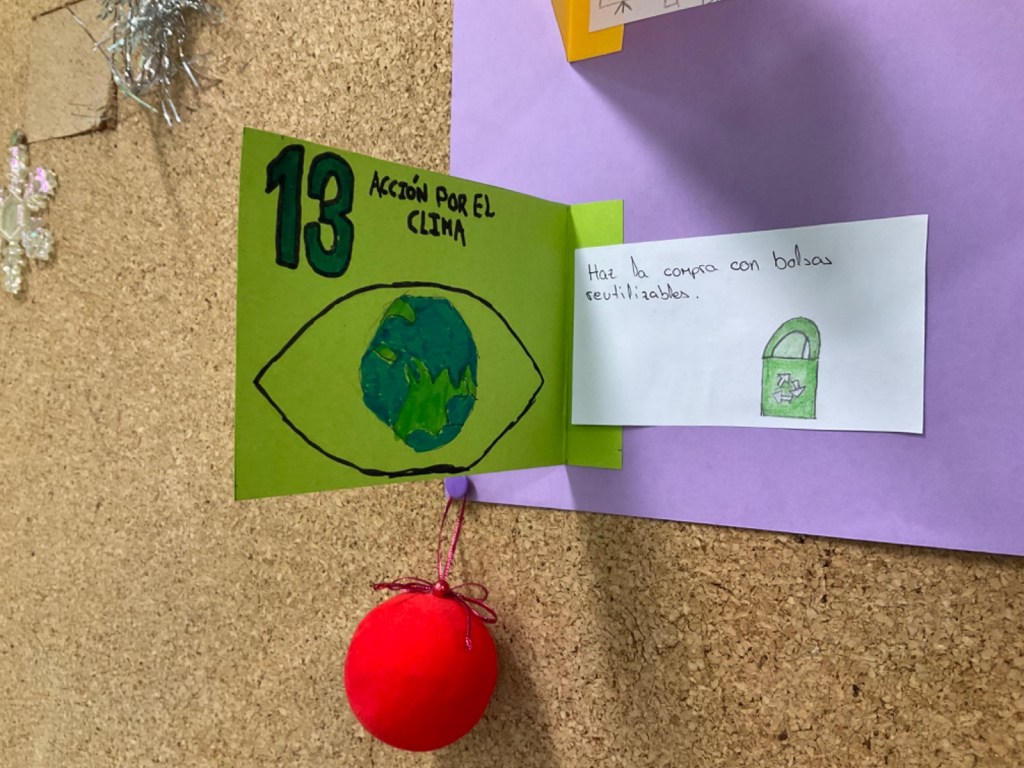 13
ACCIÓN POR EL
CLIMA
Haz la compra con bolsas
reutilizables.